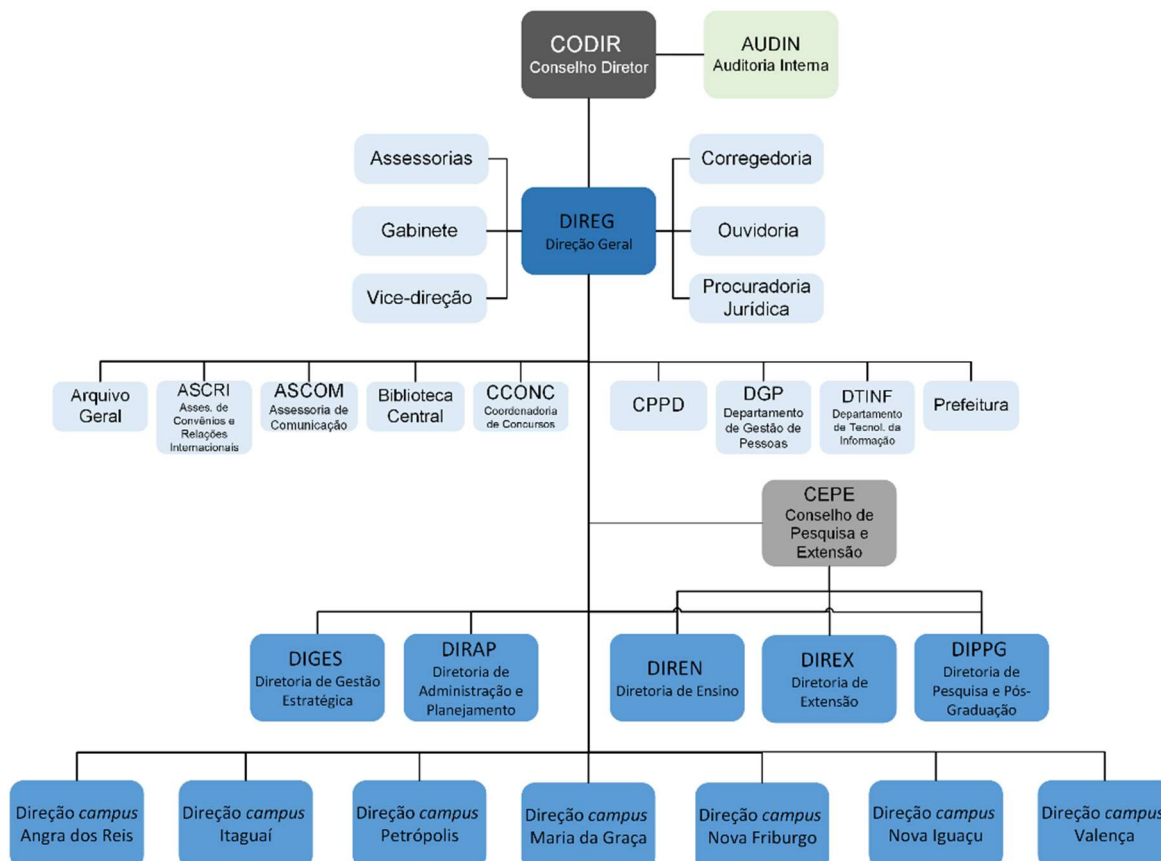 CODIR
Conselho Diretor
AUDIN
Auditoria Interna
Assessorias
Corregedoria
DIREG
Direção Geral
Gabinete
Ouvidoria
Vice-direção
Procuradoria
Jurídica
Arquivo
Geral
ASCRI
Asses. de
Convênios e
Relações
Internacionais
ASCOM
Assessoria de
Comunicação
Biblioteca
Central
CCONC
Coordenadoria
de Concursos
CPPD
DGP
Departamento
de Gestão de
Pessoas
DTINF
Departamento
de Tecnol. da
Informação
Prefeitura
CEPE
Conselho de
Pesquisa e
Extensão
DIGES
Diretoria de Gestão
Estratégica
DIRAP
Diretoria de
Administração e
Planejamento
DIREN
Diretoria de Ensino
DIREX
Diretoria de
Extensão
DIPPG
Diretoria de
Pesquisa e Pós-
Graduação
Direção campus
Angra dos Reis
Direção campus
Itaguaí
Direção campus
Petrópolis
Direção campus
Maria da Graça
Direção campus
Nova Friburgo
Direção campus
Nova Iguaçu
Direção campus
Valença